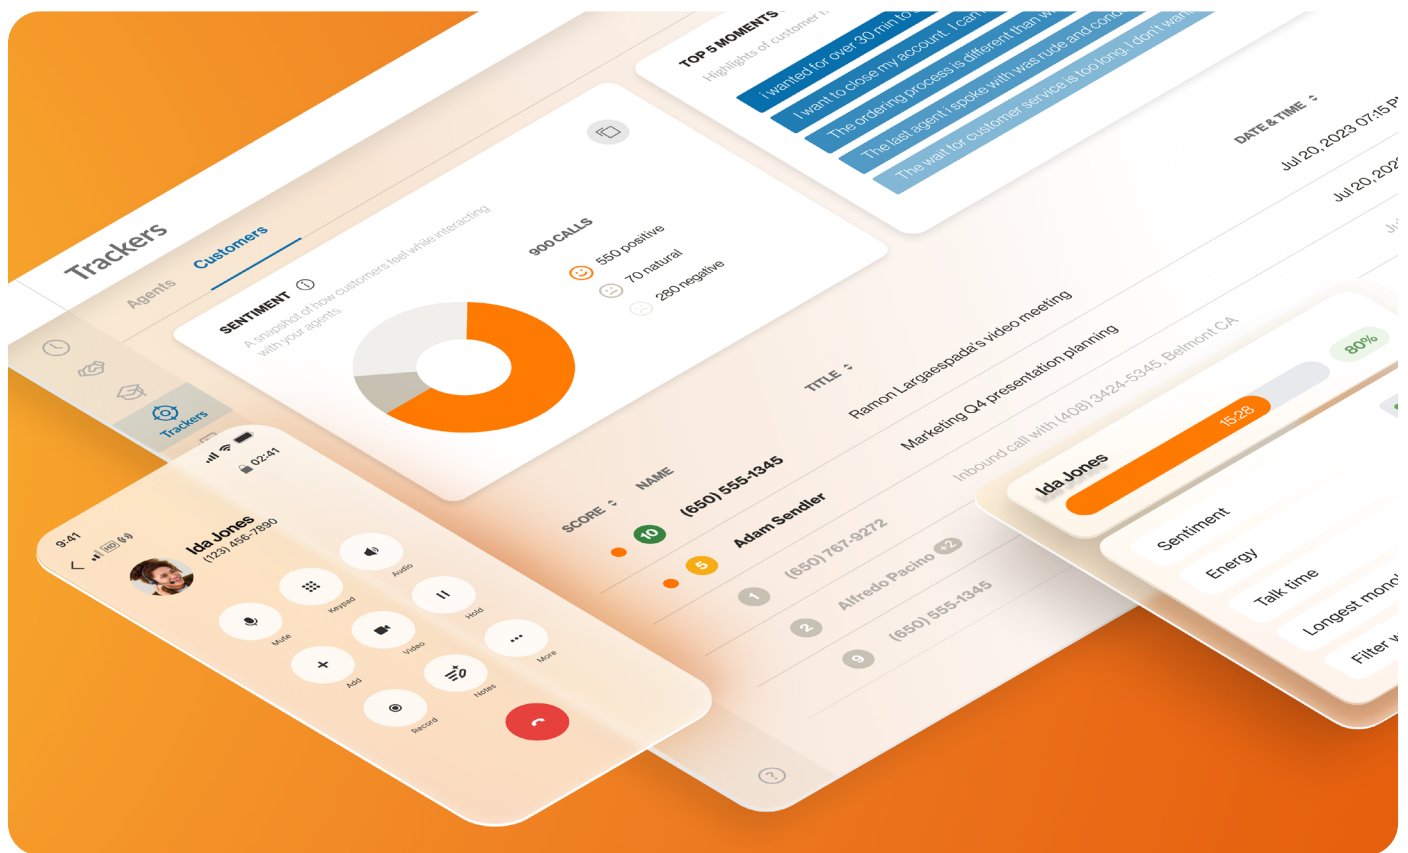 Trackers
Agents
Customers
Trackers
SENTIMENT
A snapshot of how customers feel while interacting
with your agents
900 CALLS
550 positive
70 natural
280 negative
TOP 5 MOMENTS
Highlights of customer
i wanted for over 30 min to
I want to close my account. I can
The ordering process is different than
The last agent i spoke with was rude and
The wait for customer service is too long. I don't want
SCORE
NAME
TITLE
DATE & TIME
10
(650) 555-1345
Ramon Largaespada's video meeting
Jul 20, 2023 07:15
5
Adam Sendler
Marketing Q4 presentation planning
Jul 20,
1
(650) 767-9272
Inbound call with (408) 3424-5345, Belmont CA
2
Alfredo Pacino +2
9
(650) 555-1345
?
9:41
HD
02:41
Ida Jones
(123) 456-7890
Mute
Keypad
Audio
Add
Video
Hold
Record
Notes
More
Ida Jones
15:28
80%
Sentiment
Energy
Talk time
Longest
Filter